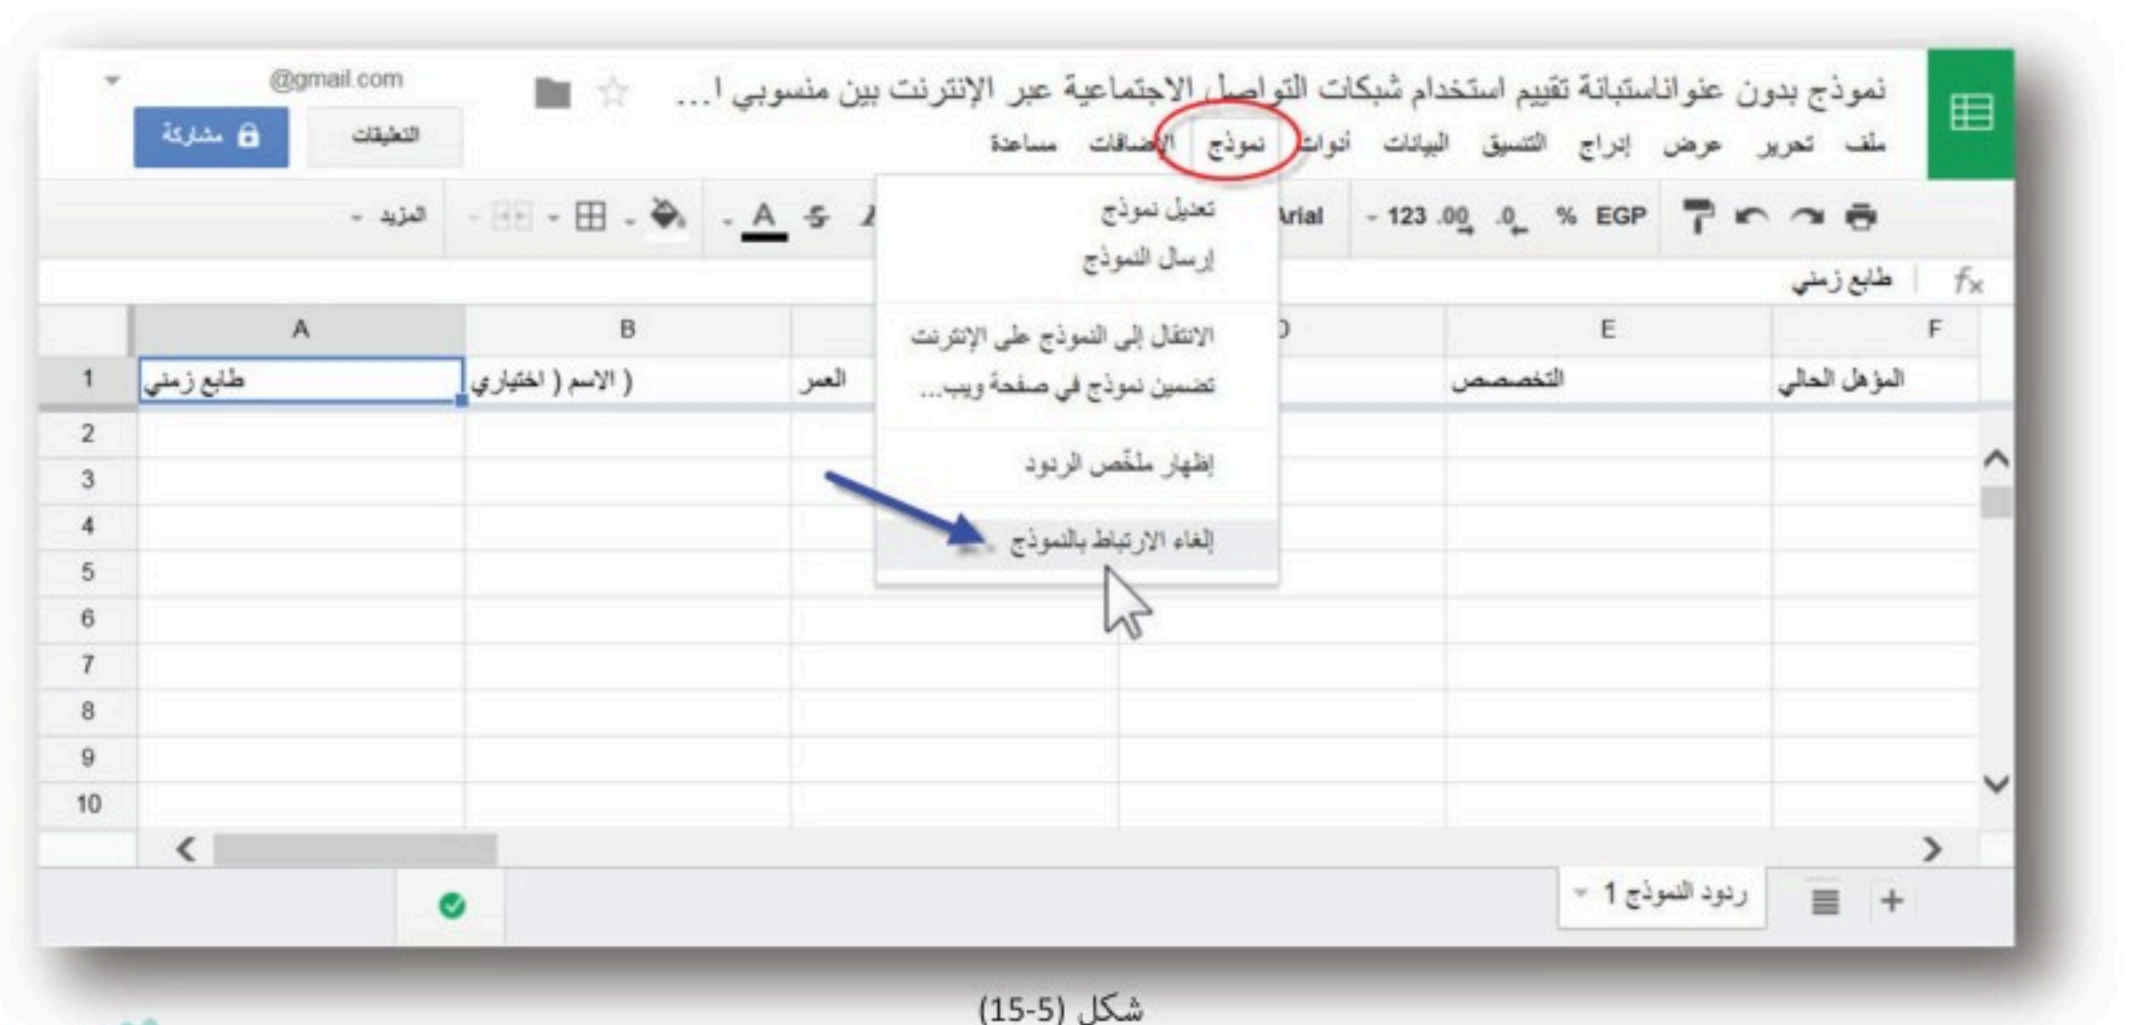 نموذج بدون عنواناستبانة تقييم استخدام شبكات التواصل الاجتماعية عبر الإنترنت بين منسوبي ا...
@gmail.com
ملف تحرير عرض إدراج التنسيق البيانات أدوات نموذج الإضافات مساعدة
التعليقات
مشاركة
EGP % .0 .00 123 Arial
A S
المزيد
تعديل نموذج
إرسال النموذج
الانتقال إلى النموذج على الإنترنت
تضمين نموذج في صفحة ويب...
إظهار ملخّص الردود
إلغاء الارتباط بالنموذج
fx طابع زمني
A B E F
1 طابع زمني الاسم ( اختياري ) العمر التخصصص المؤهل الحالي
2
3
4
5
6
7
8
9
10
+ ردود النموذج 1
شكل (5-15)